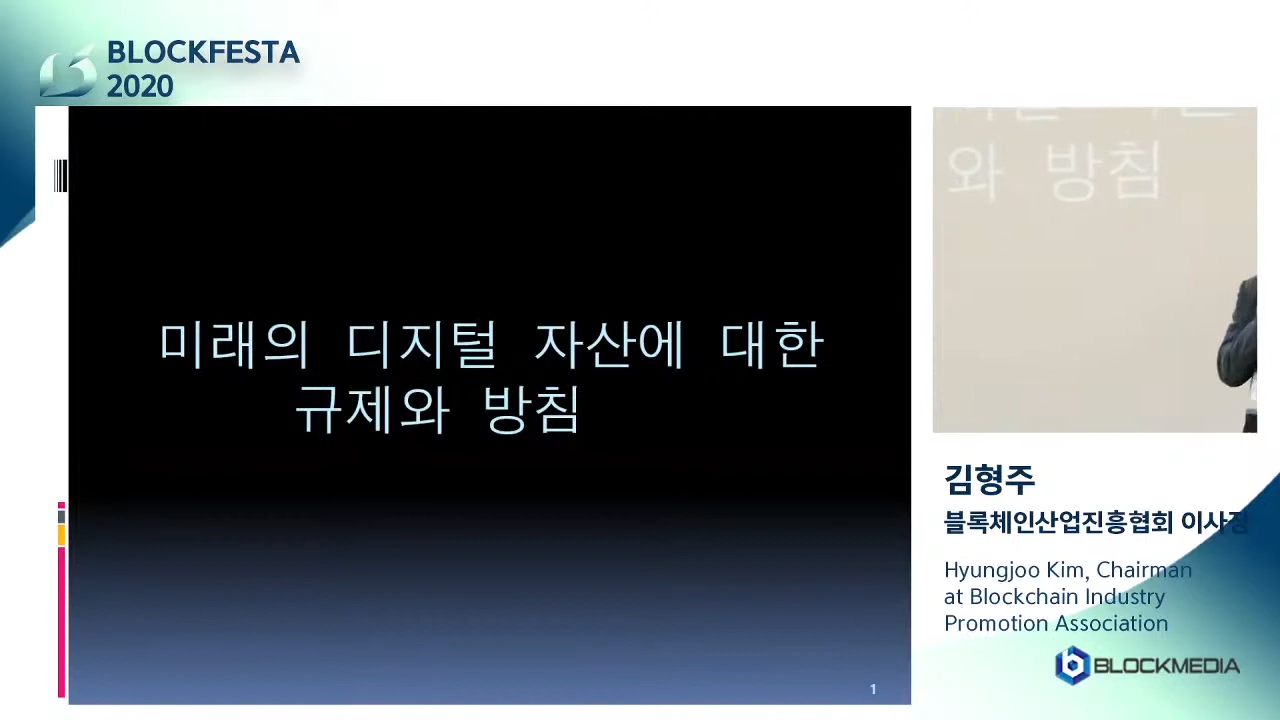 BLOCKFESTA
2020
미래의 디지털 자산에 대한
규제와 방침
1
와 방침
김형주
블록체인산업진흥협회 이사장
Hyungjoo Kim, Chairman
at Blockchain Industry
Promotion Association
BLOCKMEDIA